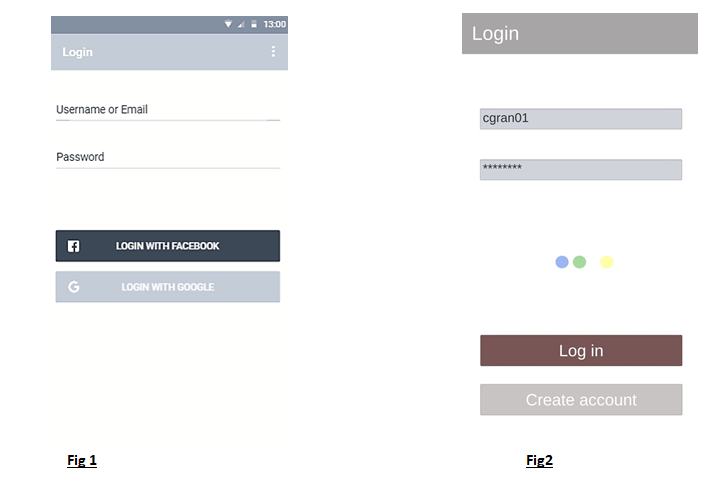 13:00
Login
Username or Email
Password
LOGIN WITH FACEBOOK
G LOGIN WITH GOOGLE
Fig 1
Login
cgran01
********
Log in
Create account
Fig2